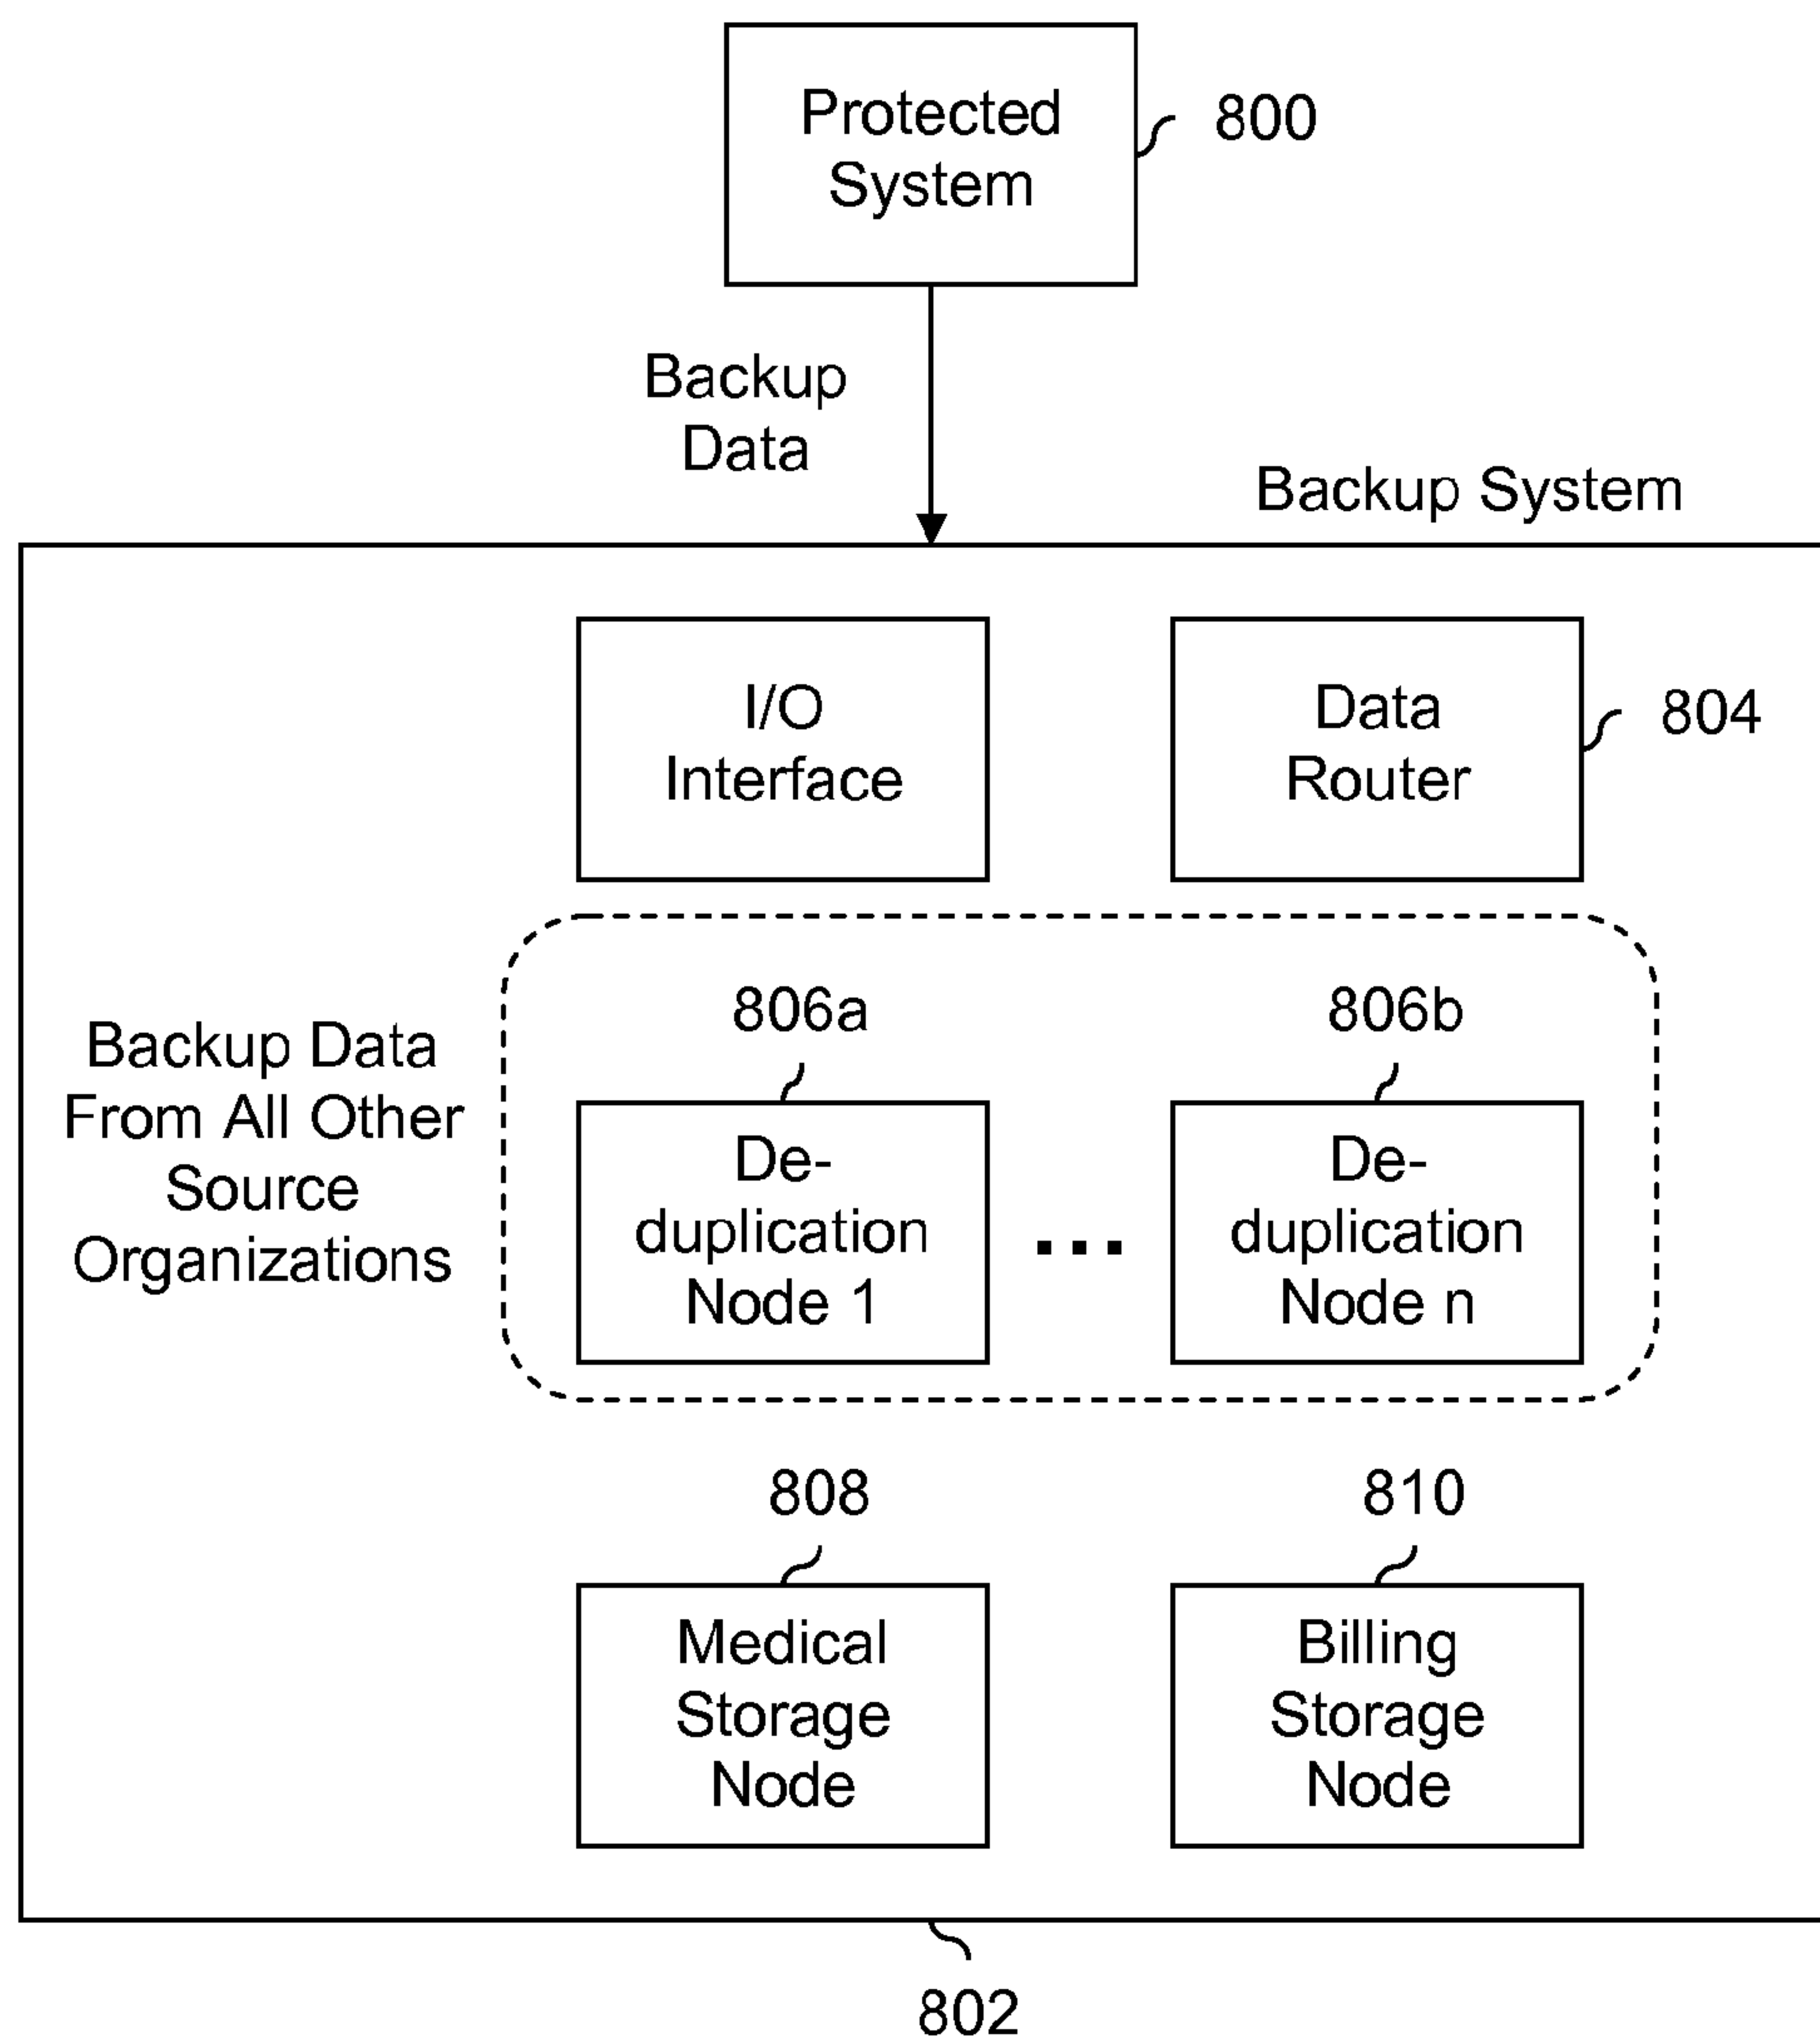 Protected
System
800
Backup
Data
Backup System
I/O
Interface
Data
Router
804
Backup Data
From All Other
Source
Organizations
806a
De-
duplication
Node 1
...
806b
De-
duplication
Node n
808
Medical
Storage
Node
810
Billing
Storage
Node
802